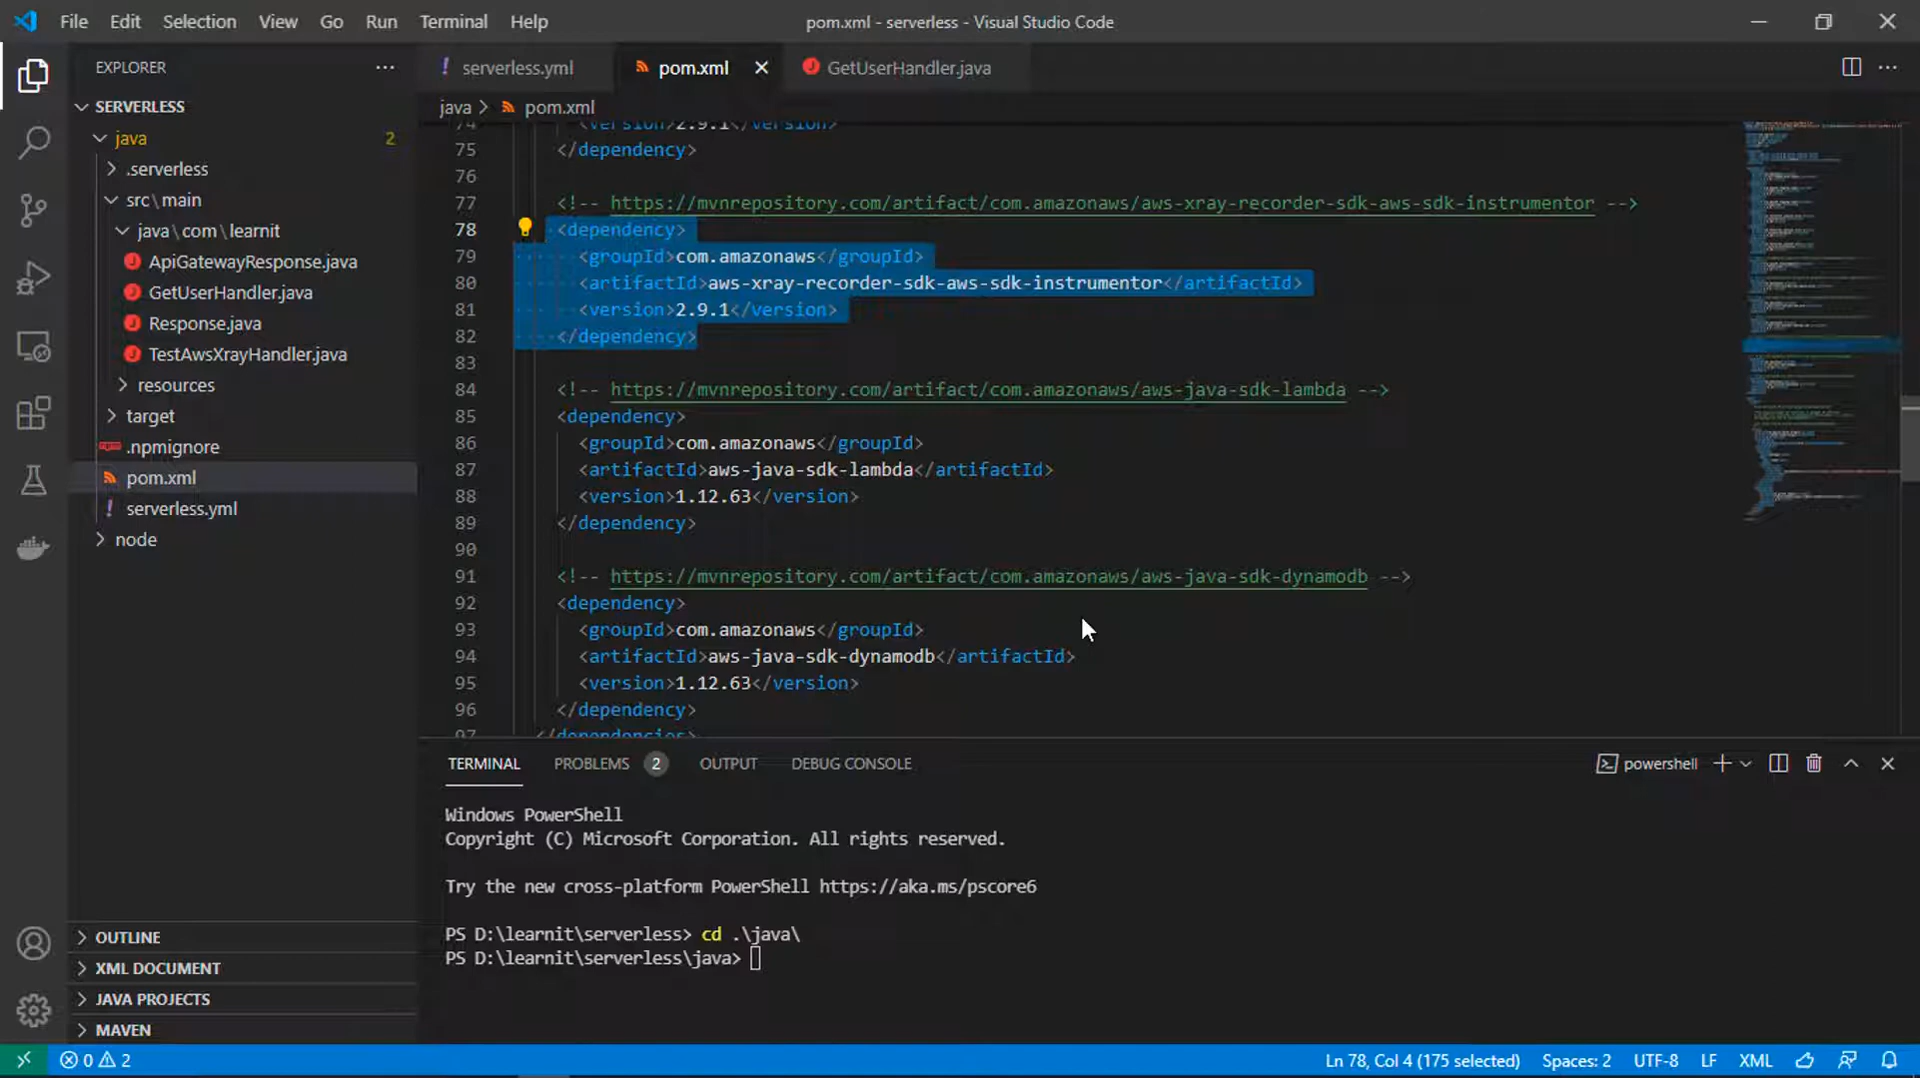 File Edit Selection View Go Run Terminal Help
pom.xml - serverless - Visual Studio Code
EXPLORER
SERVERLESS
java 2
.serverless
src\main
java\com\learnit
ApiGatewayResponse.java
GetUserHandler.java
Response.java
TestAwsXrayHandler.java
resources
target
.npmignore
pom.xml
serverless.yml
node
OUTLINE
XML DOCUMENT
JAVA PROJECTS
MAVEN
serverless.yml pom.xml GetUserHandler.java
java > pom.xml
74 <version>2.9.1</version>
75 </dependency>
76
77 <!-- https://mvnrepository.com/artifact/com.amazonaws/aws-xray-recorder-sdk-aws-sdk-instrumentor -->
78 <dependency>
79 <groupId>com.amazonaws</groupId>
80 <artifactId>aws-xray-recorder-sdk-aws-sdk-instrumentor</artifactId>
81 <version>2.9.1</version>
82 </dependency>
83
84 <!-- https://mvnrepository.com/artifact/com.amazonaws/aws-java-sdk-lambda -->
85 <dependency>
86 <groupId>com.amazonaws</groupId>
87 <artifactId>aws-java-sdk-lambda</artifactId>
88 <version>1.12.63</version>
89 </dependency>
90
91 <!-- https://mvnrepository.com/artifact/com.amazonaws/aws-java-sdk-dynamodb -->
92 <dependency>
93 <groupId>com.amazonaws</groupId>
94 <artifactId>aws-java-sdk-dynamodb</artifactId>
95 <version>1.12.63</version>
96 </dependency>
97 </dependencies>
TERMINAL PROBLEMS 2 OUTPUT DEBUG CONSOLE
powershell
Windows PowerShell
Copyright (C) Microsoft Corporation. All rights reserved.
Try the new cross-platform PowerShell https://aka.ms/pscore6
PS D:\learnit\serverless> cd .\java\
PS D:\learnit\serverless\java>
0 2
Ln 78, Col 4 (175 selected) Spaces: 2 UTF-8 LF XML